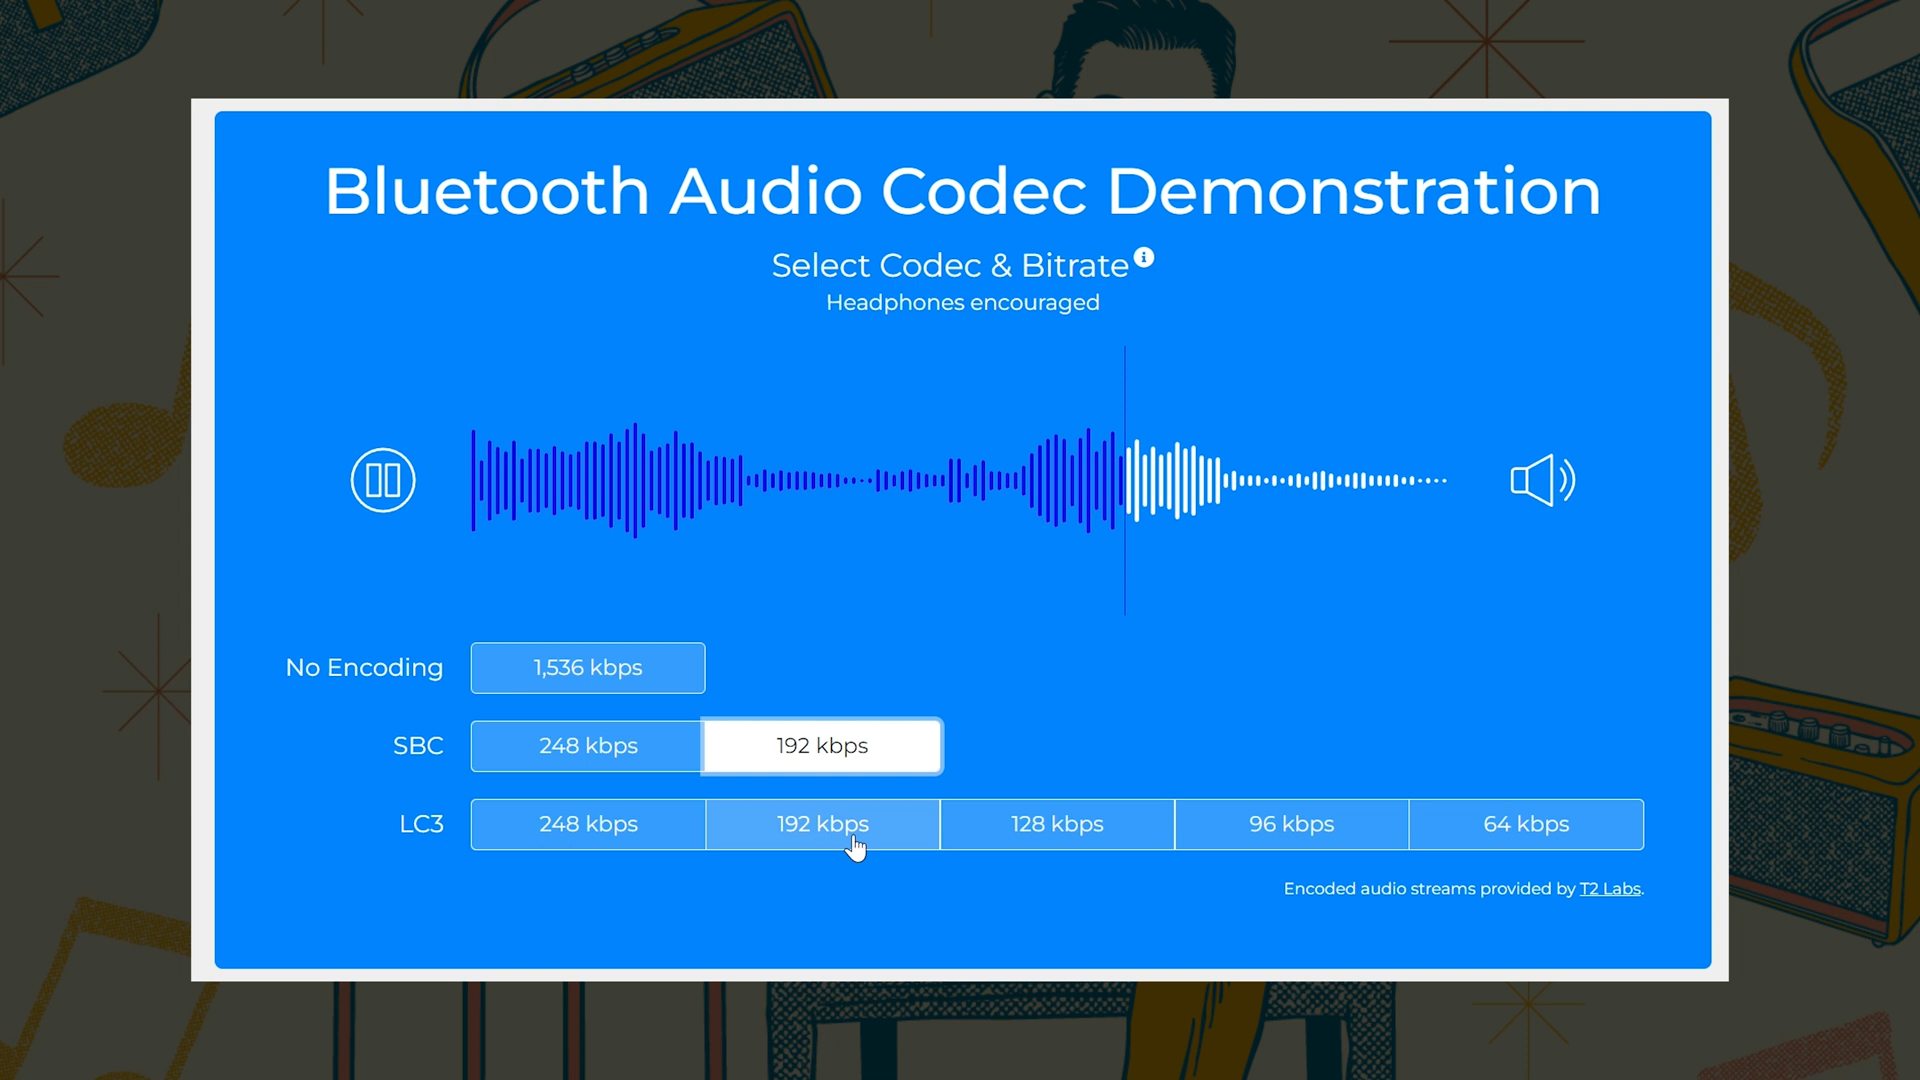 Bluetooth Audio Codec Demonstration
Select Codec & Bitrate
Headphones encouraged
No Encoding 1,536 kbps
SBC 248 kbps 192 kbps
LC3 248 kbps 192 kbps 128 kbps 96 kbps 64 kbps
Encoded audio streams provided by T2 Labs.